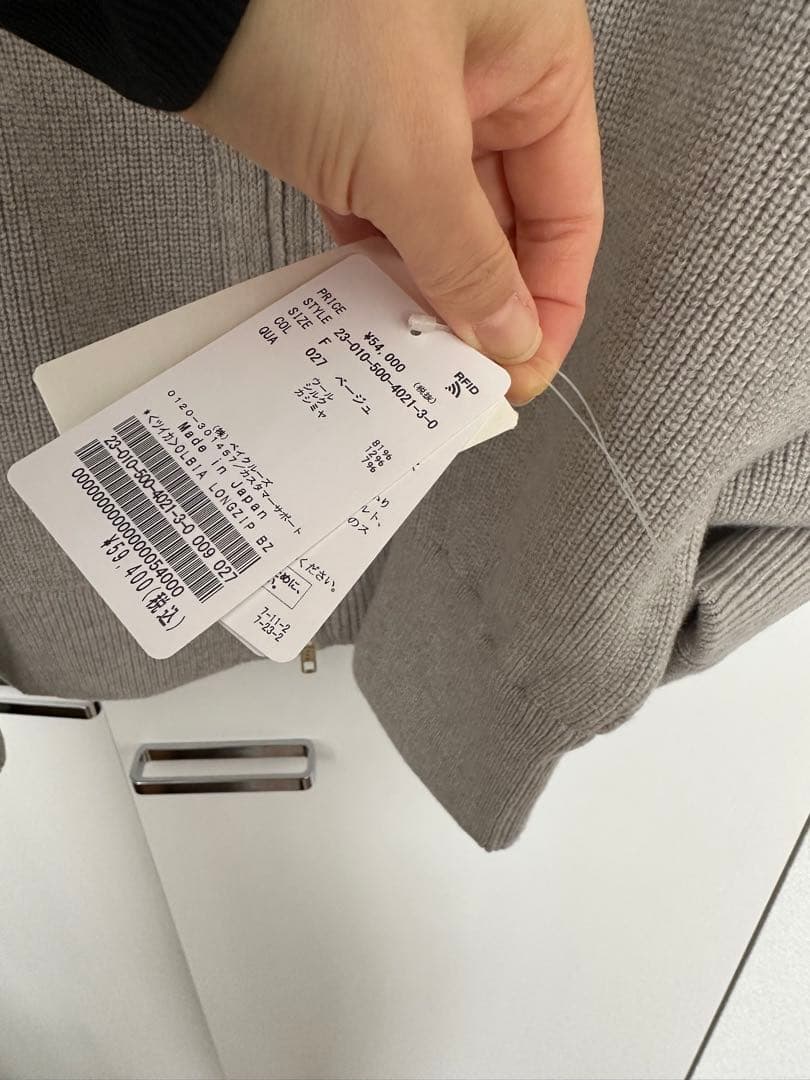 RFID
PRICE ¥54,000 (税抜)
STYLE 23-010-500-4021-3-0
SIZE F
COL 027 ベージュ
QUA ウール 81%
シルク 12%
カシミヤ 7%
(株)ベイクルーズ
0120-301457/カスタマーサポート
Made in Japan
*<ツイカ>OLBIA LONGZIP BZ
23-010-500-4021-3-0 009 027
0000000000000054000
¥59,400(税込)
ください。
めに、
7-11-2
7-23-2